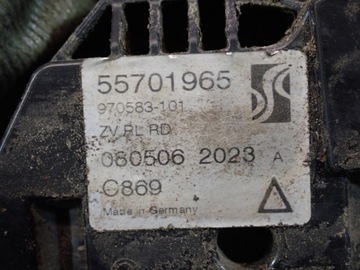 55701965
970583-101
ZV RL RD
080506 2023 A
C869
Made in Germany